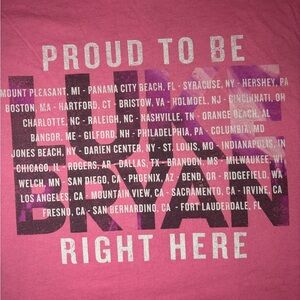 PROUD TO BE
LUKE
BRYAN
MOUNT PLEASANT, MI - PANAMA CITY BEACH, FL - SYRACUSE, NY - HERSHEY, PA
BOSTON, MA - HARTFORD, CT - BRISTOW, VA - HOLMDEL, NJ - CINCINNATI, OH
CHARLOTTE, NC - RALEIGH, NC - NASHVILLE, TN - ORANGE BEACH, AL
BANGOR, ME - GILFORD, NH - PHILADELPHIA, PA - COLUMBIA, MD
JONES BEACH, NY - DARIEN CENTER, NY - ST. LOUIS, MO - INDIANAPOLIS, IN
CHICAGO, IL - ROGERS, AR - DALLAS, TX - BRANDON, MS - MILWAUKEE, WI
WELCH, MN - SAN DIEGO, CA - PHOENIX, AZ - BEND, OR - RIDGEFIELD, WA
LOS ANGELES, CA - MOUNTAIN VIEW, CA - SACRAMENTO, CA - IRVINE, CA
FRESNO, CA - SAN BERNARDINO, CA - FORT LAUDERDALE, FL
RIGHT HERE